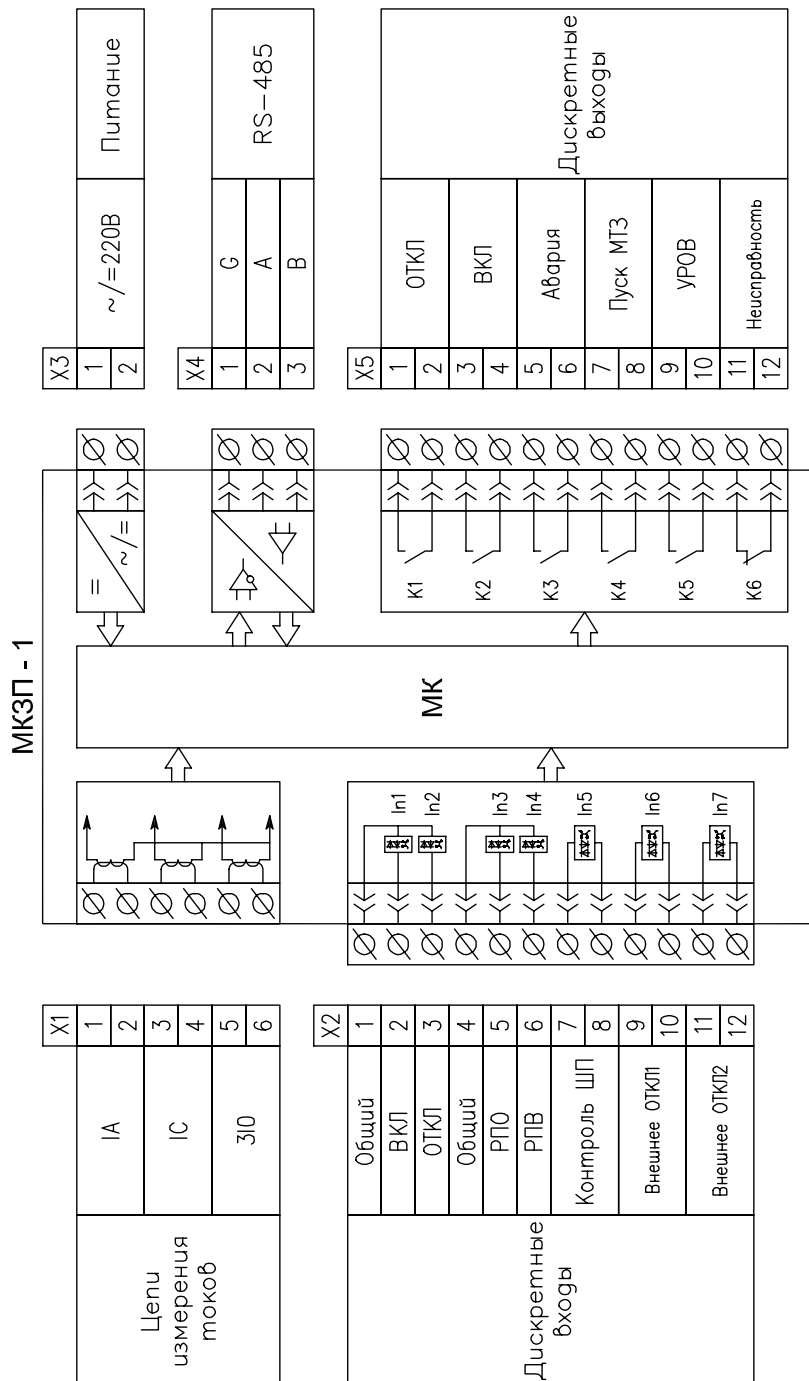 МКЗП - 1
Цепи
измерения
токов
X1
IA
1
2
IC
3
4
3I0
5
6
Дискретные
входы
X2
Общий
1
ВКЛ
2
ОТКЛ
3
Общий
4
РПО
5
РПВ
6
Контроль ШП
7
8
Внешнее ОТКЛ1
9
10
Внешнее ОТКЛ2
11
12
In1
In2
In3
In4
In5
In6
In7
МК
=
~/=
K1
K2
K3
K4
K5
K6
X3
1
2
~/=220В
Питание
X4
1
G
2
A
3
B
RS-485
X5
1
2
ОТКЛ
3
4
ВКЛ
5
6
Авария
7
8
Пуск МТЗ
9
10
УРОВ
11
12
Неисправность
Дискретные
выходы